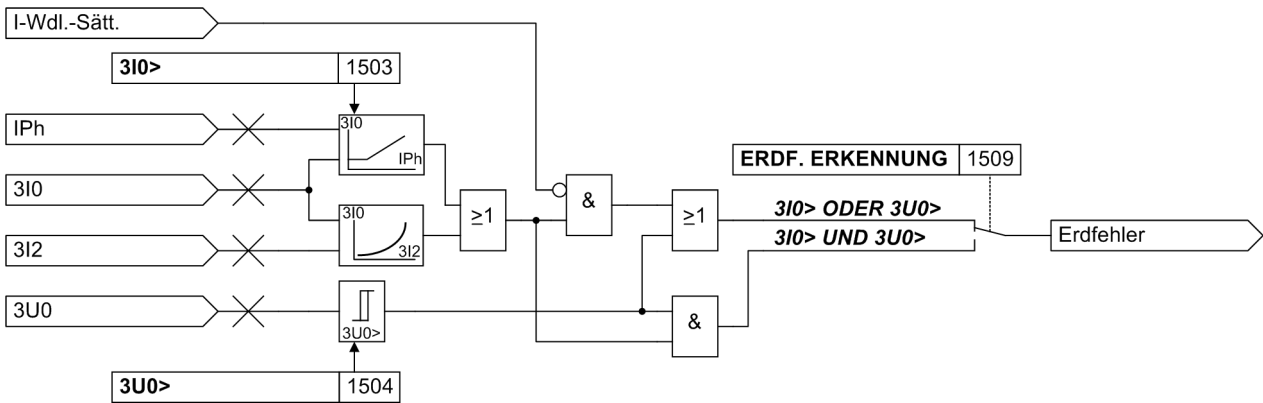 I-Wdl.-Sätt.
3I0> 1503
IPh
3I0
IPh
3I0
3I0
3I2
3I2
3U0
3U0>
3U0> 1504
≥1
&
≥1
&
ERDF. ERKENNUNG 1509
3I0> ODER 3U0>
3I0> UND 3U0>
Erdfehler